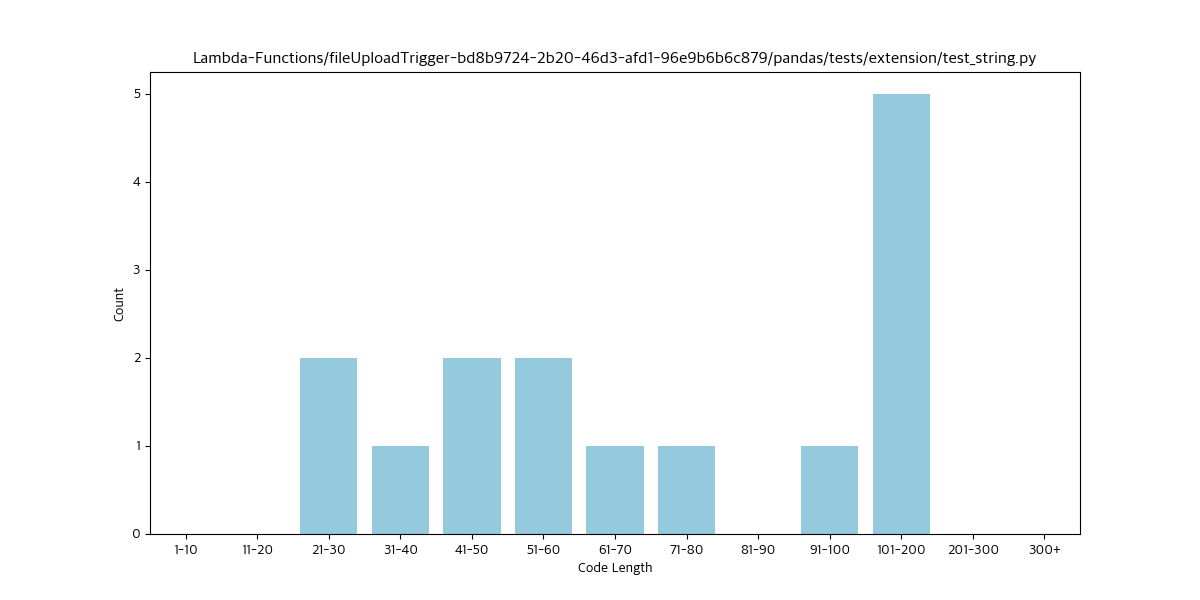 Lambda-Functions/fileUploadTrigger-bd8b9724-2b20-46d3-afd1-96e9b6b6c879/pandas/tests/extension/test_string.py
5
4
3
2
1
0
Count
1-10 11-20 21-30 31-40 41-50 51-60 61-70 71-80 81-90 91-100 101-200 201-300 300+
Code Length